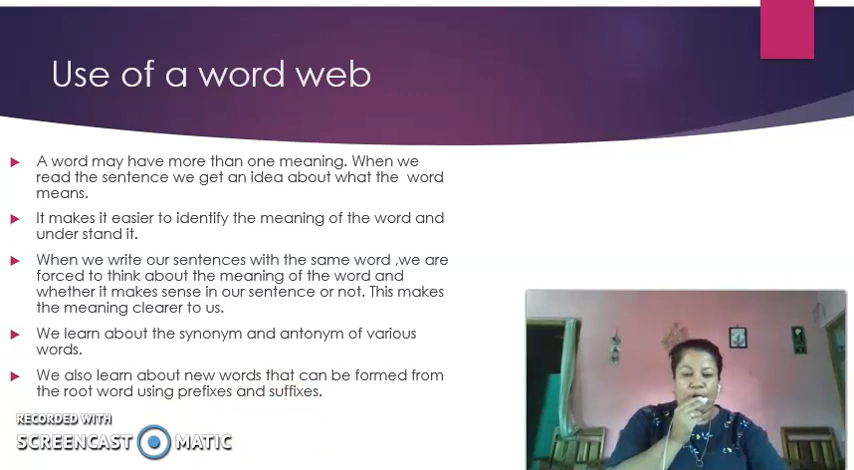 Use of a word web
A word may have more than one meaning. When we
read the sentence we get an idea about what the word
means.
It makes it easier to identify the meaning of the word and
under stand it.
When we write our sentences with the same word ,we are
forced to think about the meaning of the word and
whether it makes sense in our sentence or not. This makes
the meaning clearer to us.
We learn about the synonym and antonym of various
words.
We also learn about new words that can be formed from
the root word using prefixes and suffixes.
RECORDED WITH
SCREENCAST MATIC